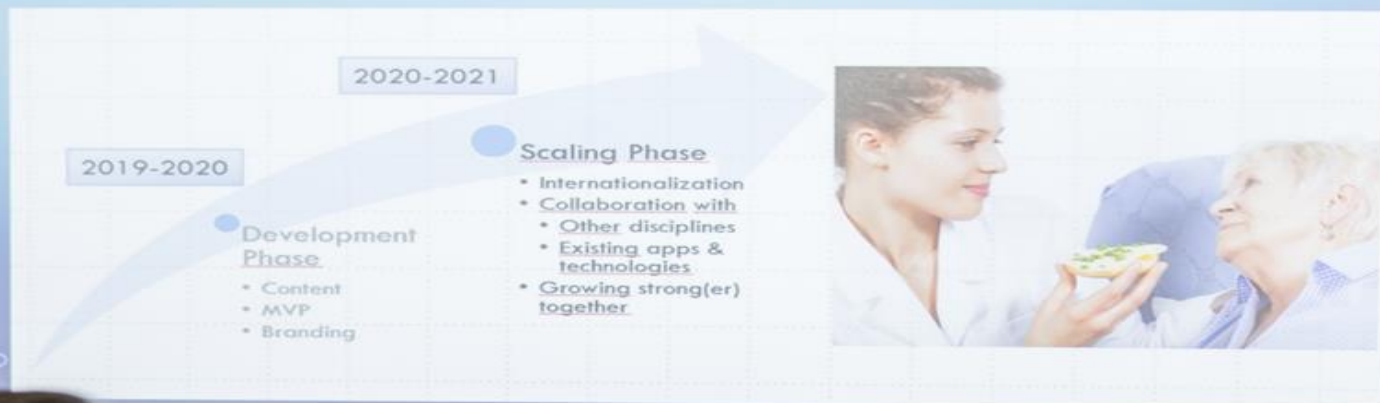 2020-2021
2019-2020
Scaling Phase
• Internationalization
• Collaboration with
• Other disciplines
• Existing apps &
technologies
• Growing strong(er)
together
Development
Phase
• Content
• MVP
• Branding